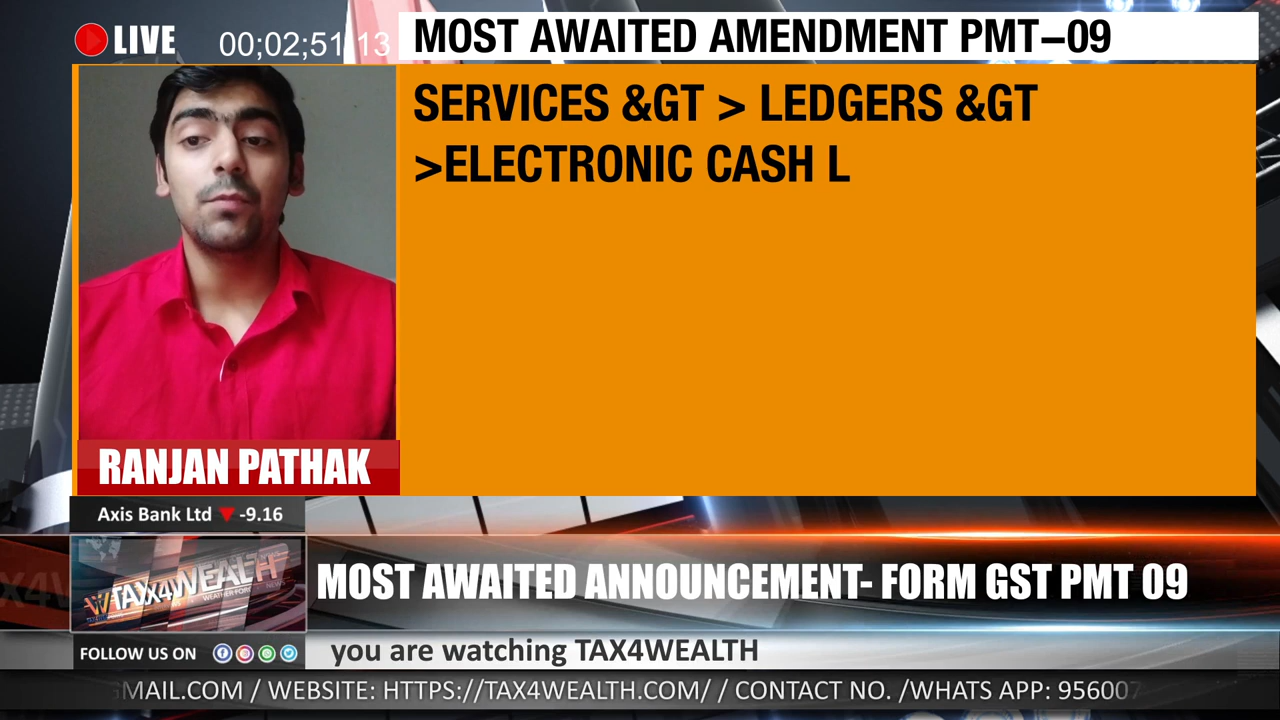 LIVE
00;02;51;13
MOST AWAITED AMENDMENT PMT–09
SERVICES &GT > LEDGERS &GT
>ELECTRONIC CASH L
RANJAN PATHAK
Axis Bank Ltd ▼ -9.16
TAX4WEALTH
MOST AWAITED ANNOUNCEMENT- FORM GST PMT 09
FOLLOW US ON
you are watching TAX4WEALTH
GMAIL.COM / WEBSITE: HTTPS://TAX4WEALTH.COM/ / CONTACT NO. /WHATS APP: 956007